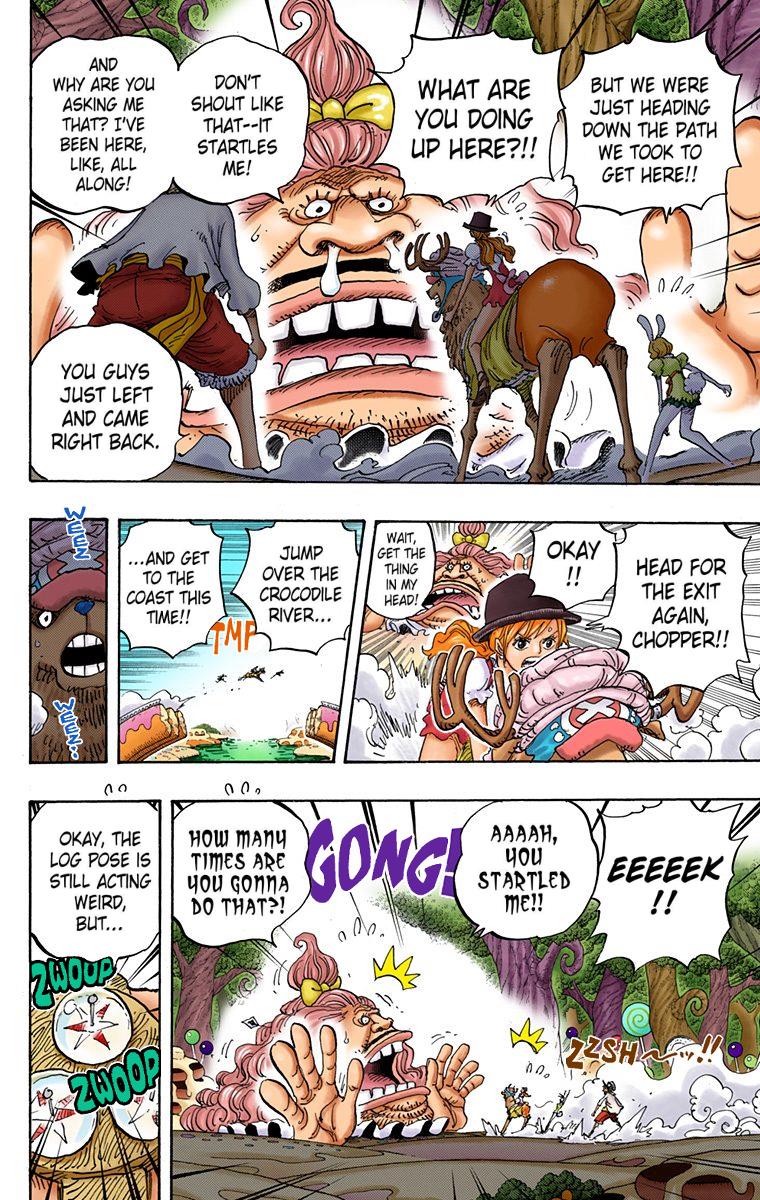 BUT WE WERE
JUST HEADING
DOWN THE PATH
WE TOOK TO
GET HERE!!
WHAT ARE
YOU DOING
UP HERE?!!
DON'T
SHOUT LIKE
THAT--IT
STARTLES
ME!
AND
WHY ARE YOU
ASKING ME
THAT? I'VE
BEEN HERE,
LIKE, ALL
ALONG!
YOU GUYS
JUST LEFT
AND CAME
RIGHT BACK.
HEAD FOR
THE EXIT
AGAIN,
CHOPPER!!
OKAY
!!
WAIT,
GET THE
THING
IN MY
HEAD!
JUMP
OVER THE
CROCODILE
RIVER...
...AND GET
TO THE
COAST THIS
TIME!!
TMP
WEEZ
WEEZ!
EEEEEK
!!
AAAAH,
YOU
STARTLED
ME!!
GONG!
HOW MANY
TIMES ARE
YOU GONNA
DO THAT?!
ZZSH~~!!
OKAY, THE
LOG POSE IS
STILL ACTING
WEIRD,
BUT...
ZWOUP
ZWOOP